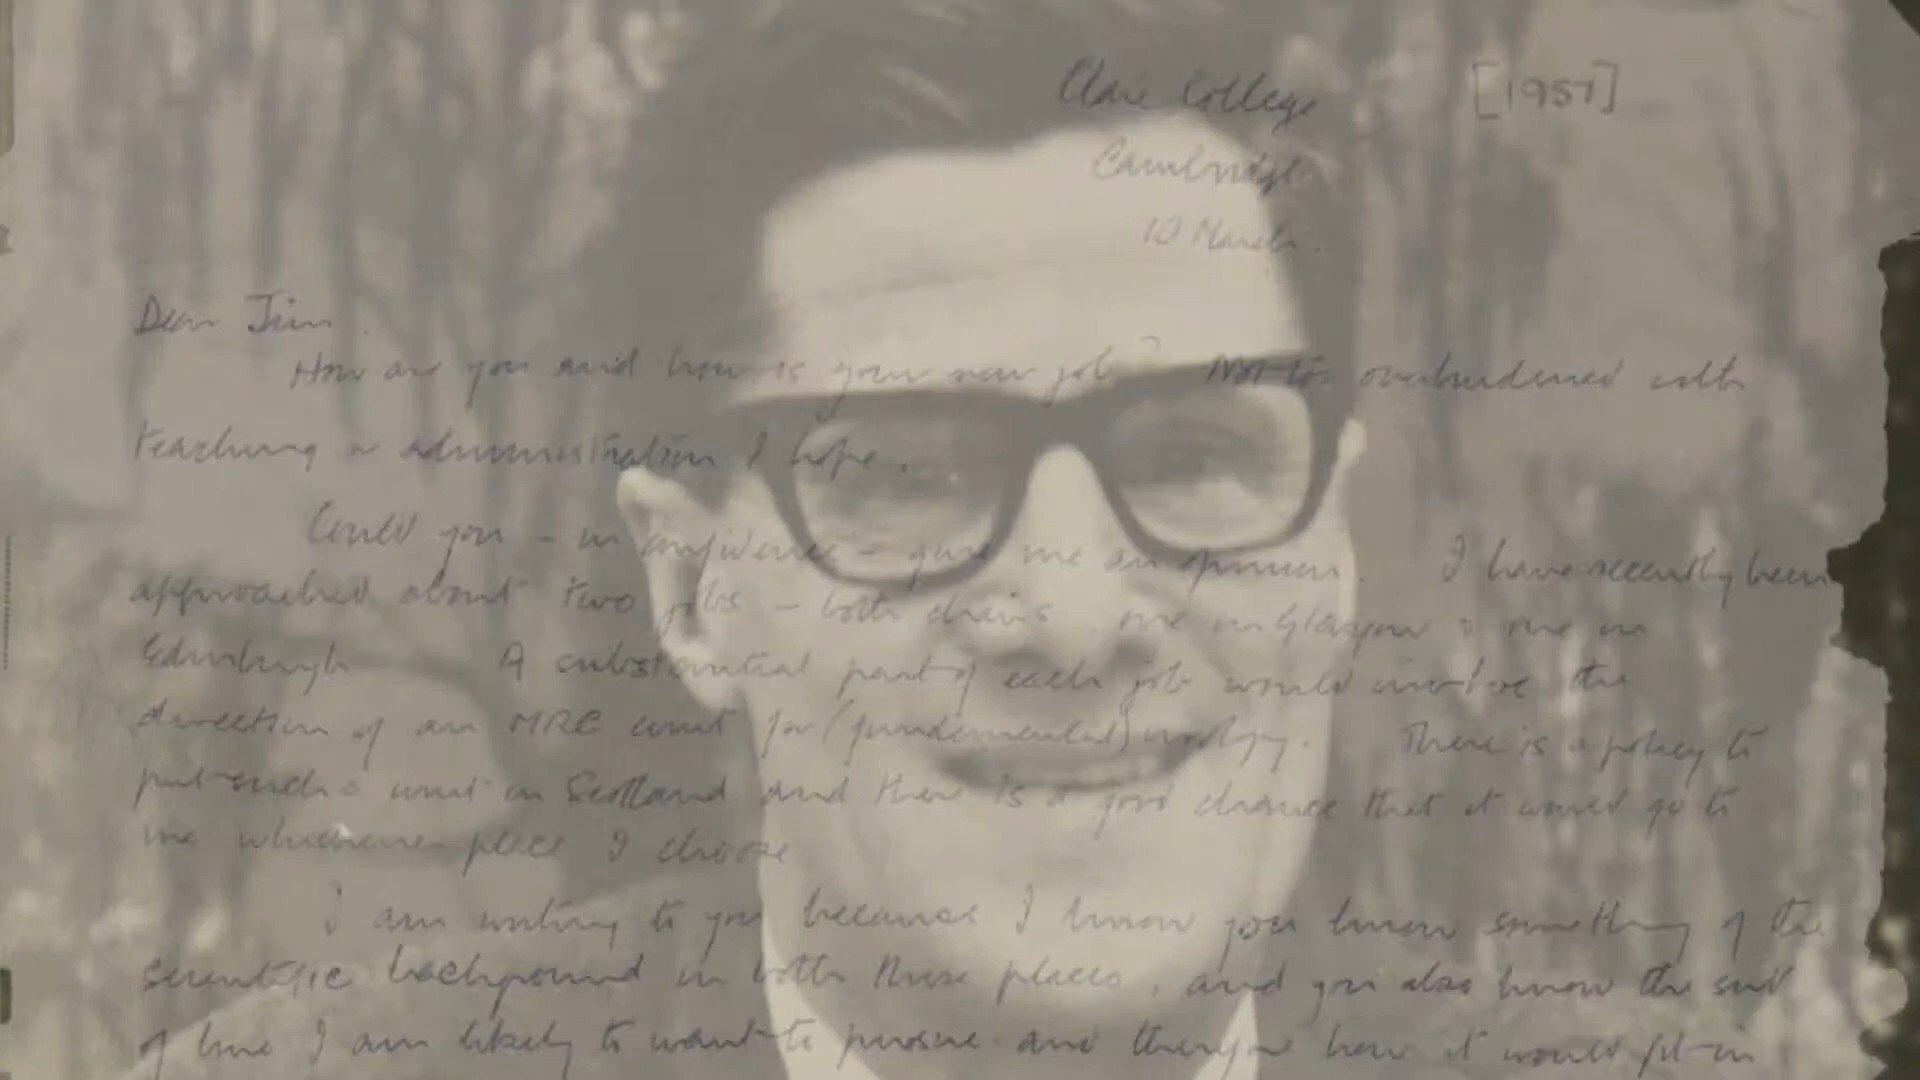 Clare College [1957]
Cambridge
10 March.
Dear Jim
How are you and how is your new job? Not too overburdened with
teaching or administration I hope.
Could you - in confidence - give me an opinion. I have recently been
approached about two jobs - both chairs, one in Glasgow & one in
Edinburgh A substantial part of each job would involve the
direction of an MRC unit for (fundamental) virology. There is a policy to
put such a unit in Scotland and there is a good chance that it would go to
me whichever place I choose
I am writing to you because I know you know something of the
scientific background in both these places, and you also know the sort
of line I am likely to want to pursue and therefore how it would fit in